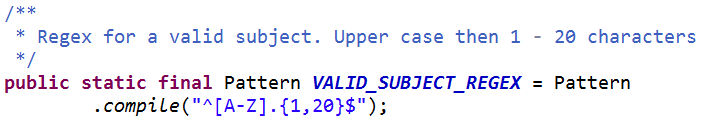 /**
 * Regex for a valid subject. Upper case then 1 - 20 characters
 */
public static final Pattern VALID_SUBJECT_REGEX = Pattern
        .compile("^[A-Z].{1,20}$");